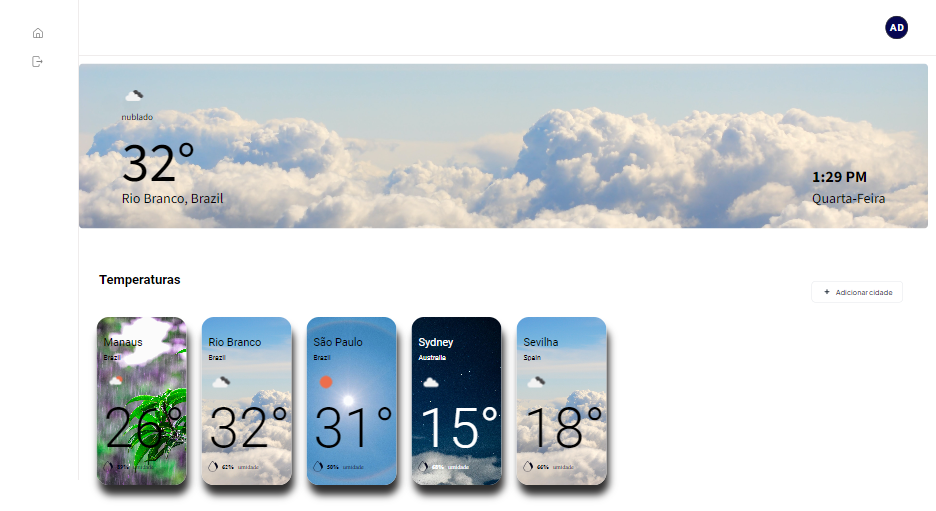 AD
nublado
32°
Rio Branco, Brazil
1:29 PM
Quarta-Feira
Temperaturas
+ Adicionar cidade
Manaus
Brazil
26°
59% umidade
Rio Branco
Brazil
32°
62% umidade
São Paulo
Brazil
31°
58% umidade
Sydney
Australia
15°
68% umidade
Sevilha
Spain
18°
66% umidade